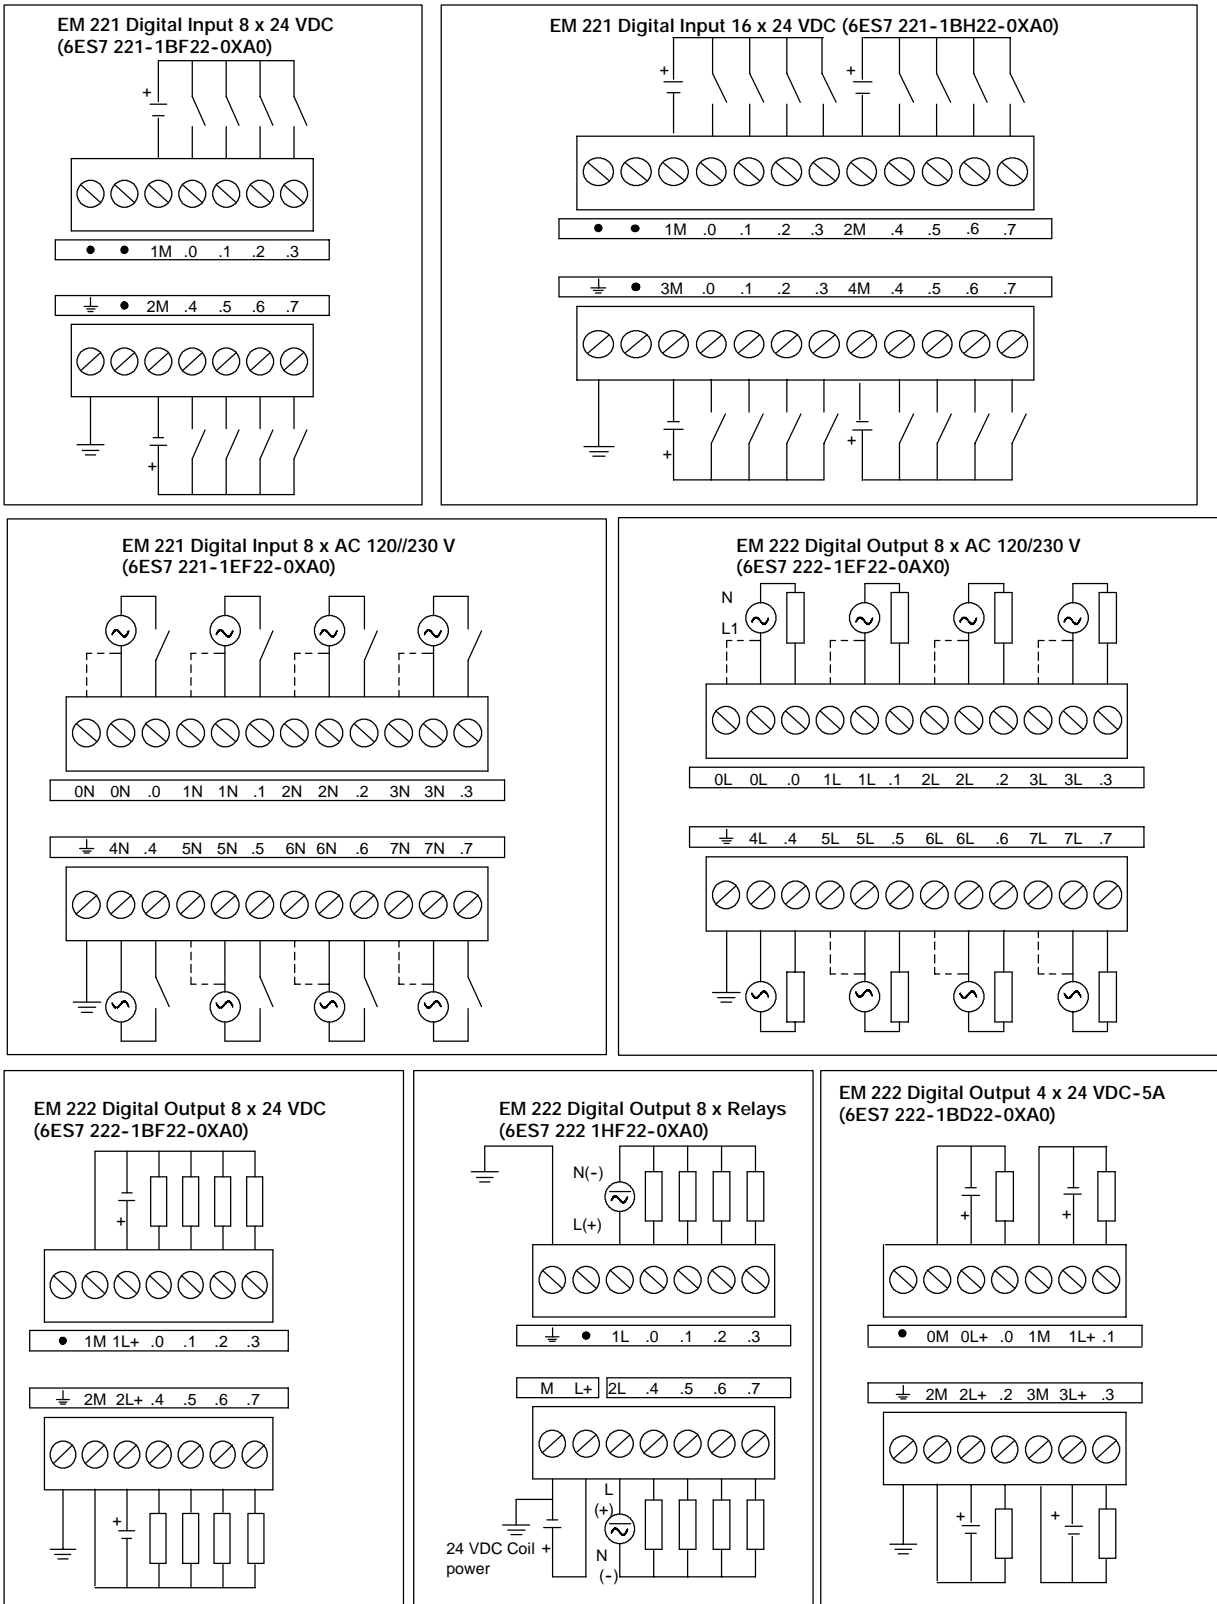 EM 221 Digital Input 8 x 24 VDC
(6ES7 221-1BF22-0XA0)
+
● ● 1M .0 .1 .2 .3
⏚ ● 2M .4 .5 .6 .7
+
EM 221 Digital Input 16 x 24 VDC (6ES7 221-1BH22-0XA0)
+ +
● ● 1M .0 .1 .2 .3 2M .4 .5 .6 .7
⏚ ● 3M .0 .1 .2 .3 4M .4 .5 .6 .7
+ +
EM 221 Digital Input 8 x AC 120//230 V
(6ES7 221-1EF22-0XA0)
0N 0N .0 1N 1N .1 2N 2N .2 3N 3N .3
⏚ 4N .4 5N 5N .5 6N 6N .6 7N 7N .7
EM 222 Digital Output 8 x AC 120/230 V
(6ES7 222-1EF22-0AX0)
N
L1
0L 0L .0 1L 1L .1 2L 2L .2 3L 3L .3
⏚ 4L .4 5L 5L .5 6L 6L .6 7L 7L .7
EM 222 Digital Output 8 x 24 VDC
(6ES7 222-1BF22-0XA0)
+
● 1M 1L+ .0 .1 .2 .3
⏚ 2M 2L+ .4 .5 .6 .7
+
EM 222 Digital Output 8 x Relays
(6ES7 222 1HF22-0XA0)
N(-)
L(+)
⏚ ● 1L .0 .1 .2 .3
M L+ 2L .4 .5 .6 .7
L
(+)
24 VDC Coil +
power
N
(-)
EM 222 Digital Output 4 x 24 VDC-5A
(6ES7 222-1BD22-0XA0)
+ +
● 0M 0L+ .0 1M 1L+ .1
⏚ 2M 2L+ .2 3M 3L+ .3
+ +